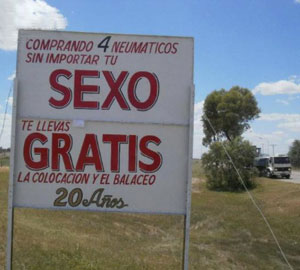 COMPRANDO 4 NEUMATICOS
SIN IMPORTAR TU
SEXO
TE LLEVAS
GRATIS
LA COLOCACION Y EL BALACEO
20 Años